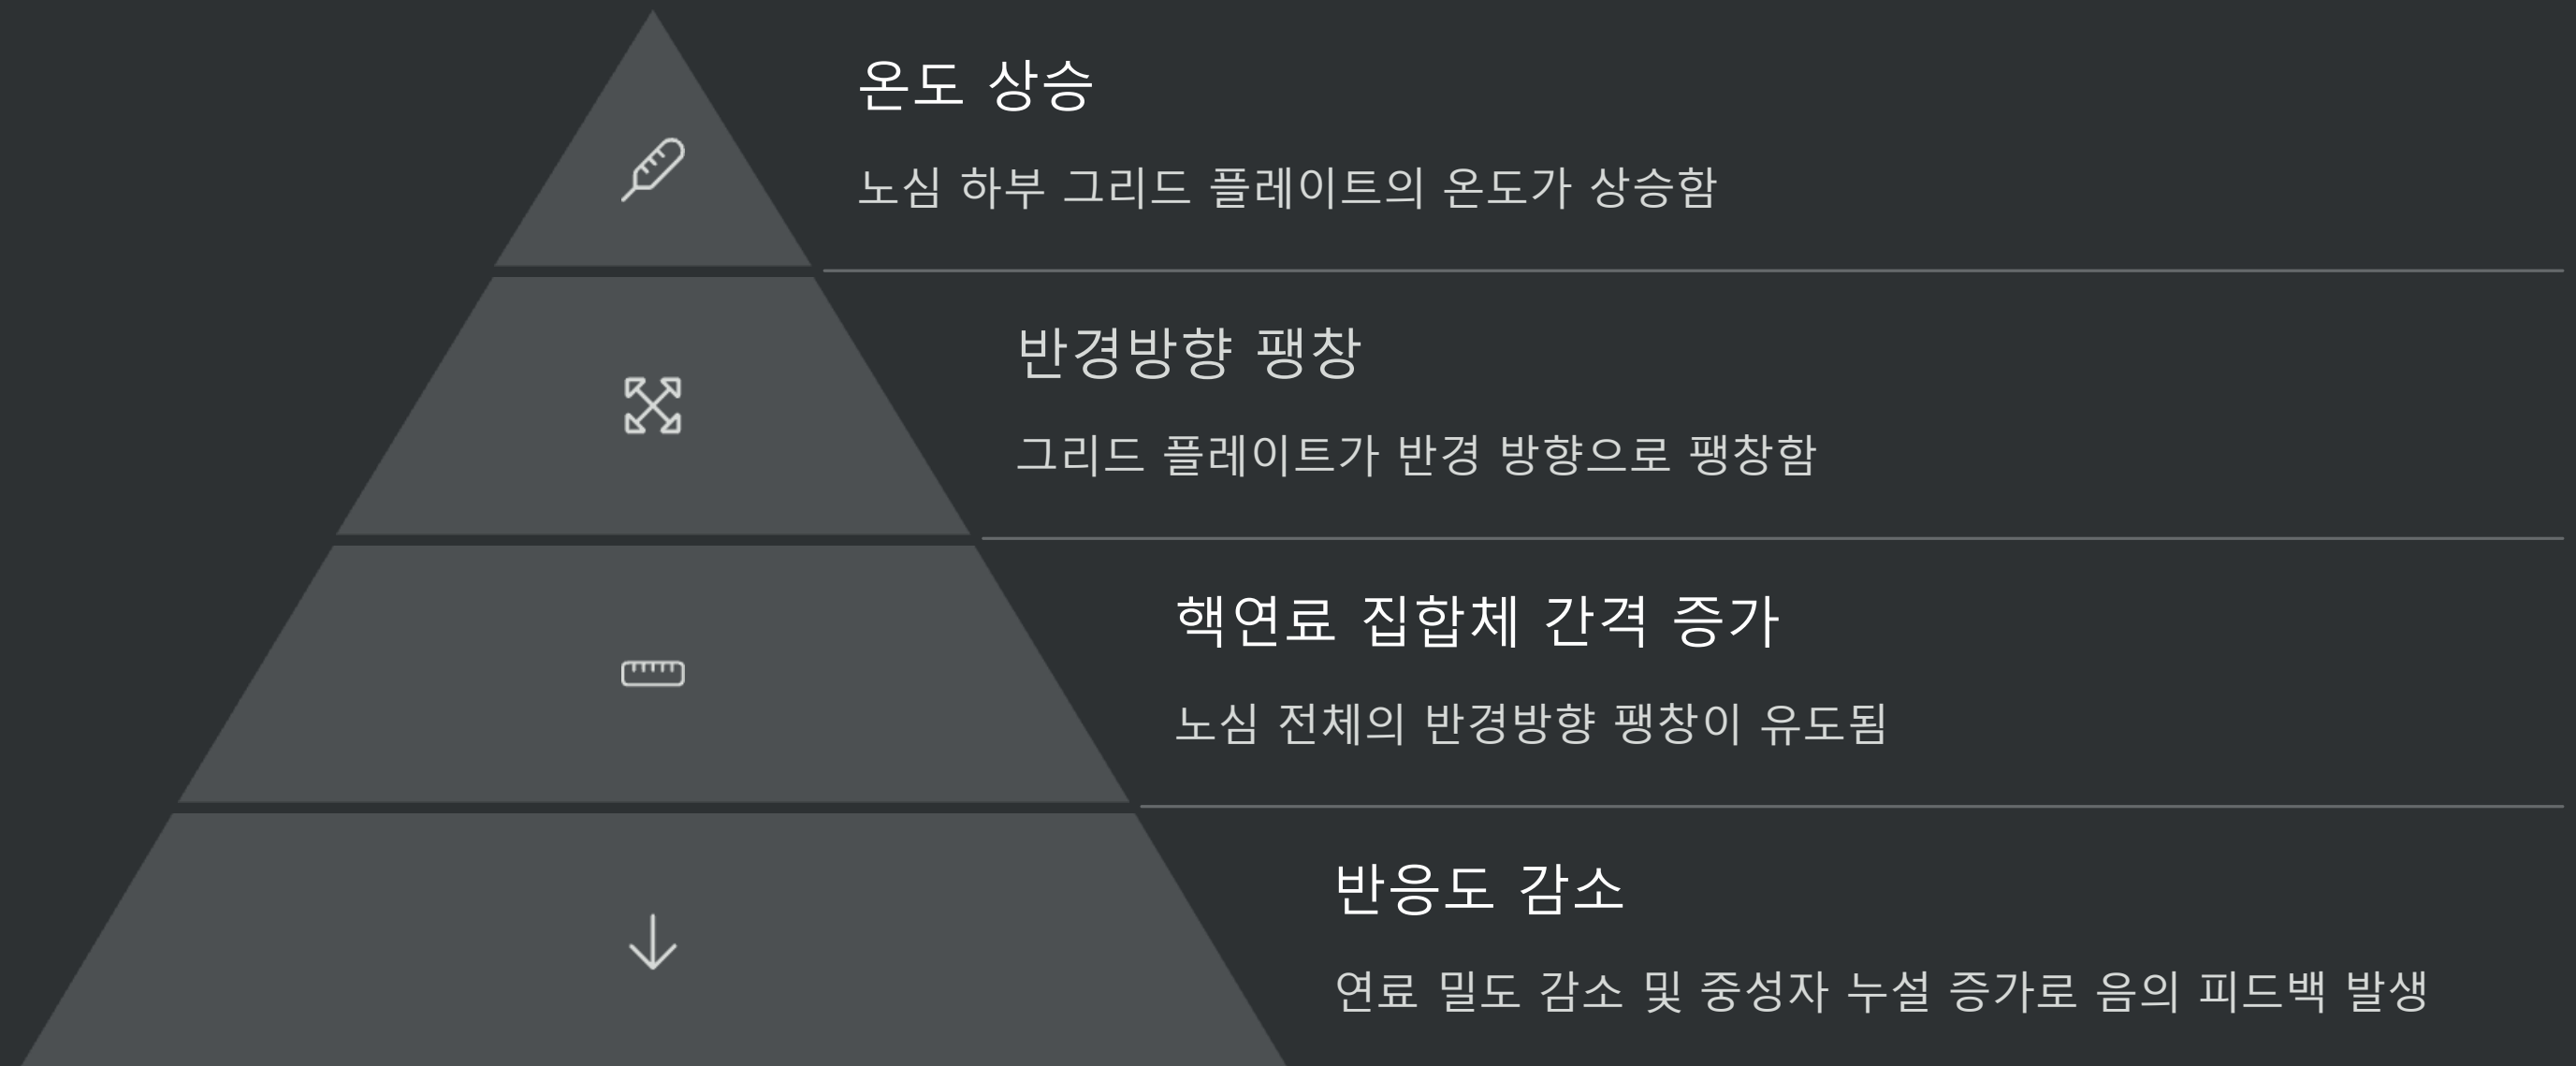 온도 상승
노심 하부 그리드 플레이트의 온도가 상승함
반경방향 팽창
그리드 플레이트가 반경 방향으로 팽창함
핵연료 집합체 간격 증가
노심 전체의 반경방향 팽창이 유도됨
반응도 감소
연료 밀도 감소 및 중성자 누설 증가로 음의 피드백 발생